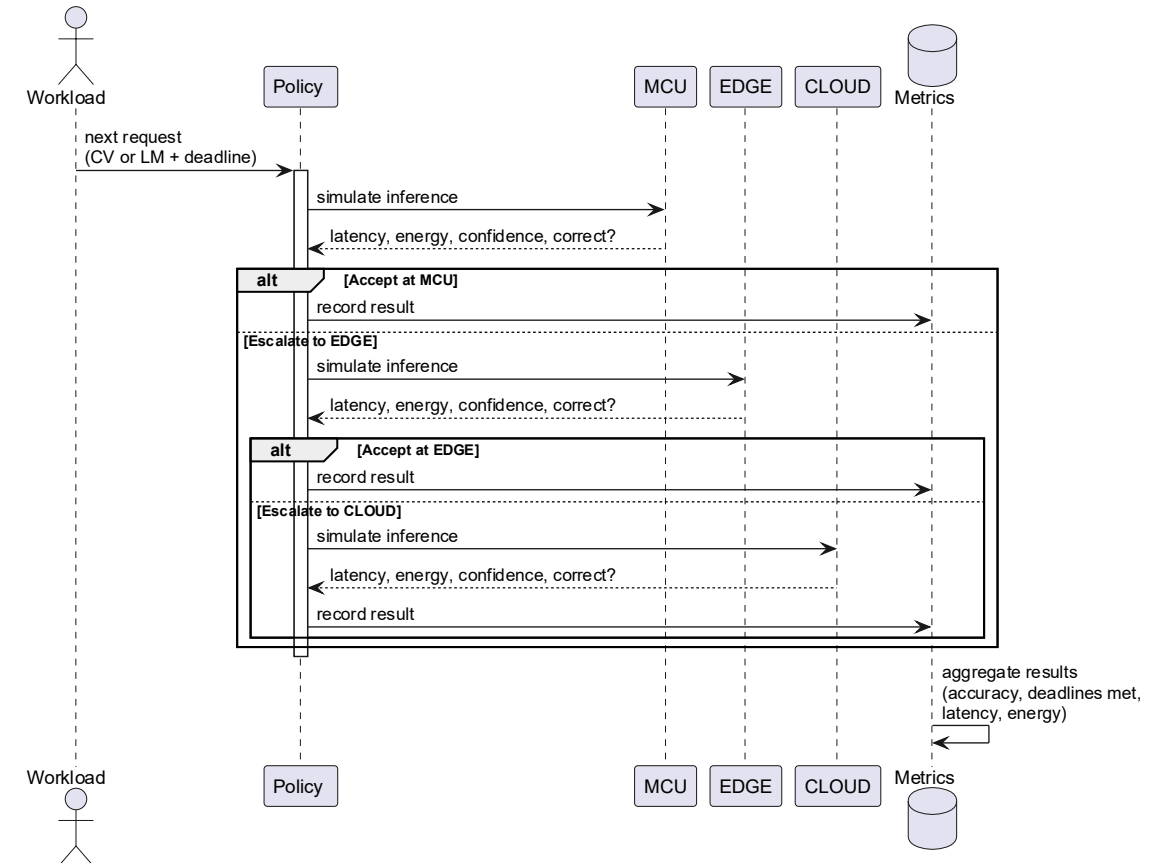 Workload
Policy
MCU
EDGE
CLOUD
Metrics
next request
(CV or LM + deadline)
simulate inference
latency, energy, confidence, correct?
alt
[Accept at MCU]
record result
[Escalate to EDGE]
simulate inference
latency, energy, confidence, correct?
alt
[Accept at EDGE]
record result
[Escalate to CLOUD]
simulate inference
latency, energy, confidence, correct?
record result
aggregate results
(accuracy, deadlines met,
latency, energy)
Workload
Policy
MCU
EDGE
CLOUD
Metrics